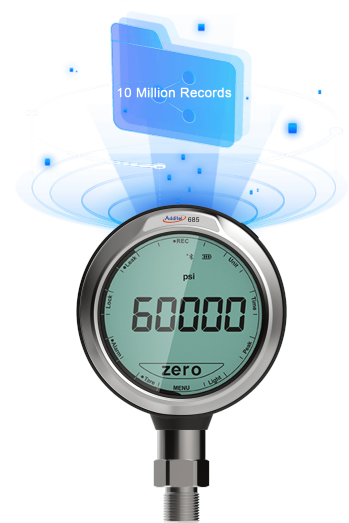 10 Million Records
Additel 685
●REC
●Leak
Unit
psi
Lock
Time
60000
●Alarm
Peak
zero
●Tare
MENU
Light